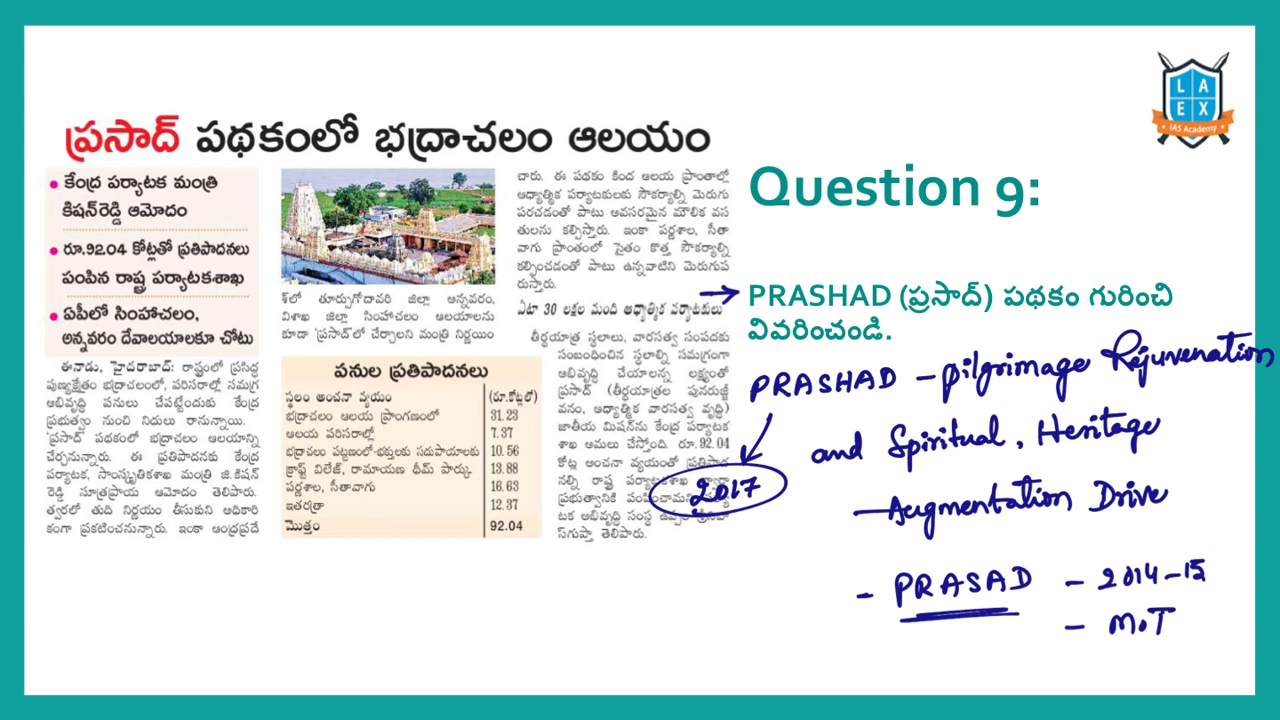 LAEX
IAS Academy
ప్రసాద్ పథకంలో భద్రాచలం ఆలయం
• కేంద్ర పర్యాటక మంత్రి
కిషన్‌రెడ్డి ఆమోదం
• రూ.92.04 కోట్లతో ప్రతిపాదనలు
పంపిన రాష్ట్ర పర్యాటకశాఖ
• ఏపీలో సింహాచలం,
అన్నవరం దేవాలయాలకూ చోటు
ఈనాడు, హైదరాబాద్: రాష్ట్రంలో ప్రసిద్ధ
పుణ్యక్షేత్రం భద్రాచలంలో, పరిసరాల్లో సమగ్ర
అభివృద్ధి పనులు చేపట్టేందుకు కేంద్ర
ప్రభుత్వం నుంచి నిధులు రానున్నాయి.
'ప్రసాద్' పథకంలో భద్రాచలం ఆలయాన్ని
చేర్చనున్నారు. ఈ ప్రతిపాదనకు కేంద్ర
పర్యాటక, సాంస్కృతికశాఖ మంత్రి జి.కిషన్
రెడ్డి సూత్రప్రాయ ఆమోదం తెలిపారు.
త్వరలో తుది నిర్ణయం తీసుకుని అధికారి
కంగా ప్రకటించనున్నారు. ఇంకా ఆంధ్రప్రదే
శ్‌లో తూర్పుగోదావరి జిల్లా అన్నవరం,
విశాఖ జిల్లా సింహాచలం ఆలయాలను
కూడా 'ప్రసాద్'లో చేర్చాలని మంత్రి నిర్ణయిం
పనుల ప్రతిపాదనలు
స్థలం అంచనా వ్యయం (రూ.కోట్లలో)
భద్రాచలం ఆలయ ప్రాంగణంలో 31.23
ఆలయ పరిసరాల్లో 7.37
భద్రాచలం పట్టణంలో-భక్తులకు సదుపాయాలకు 10.56
క్రాఫ్ట్ విలేజ్, రామాయణ థీమ్ పార్కు 13.88
పర్ణశాల, సీతావాగు 16.63
ఇతరత్రా 12.37
మొత్తం 92.04
చారు. ఈ పథకం కింద ఆలయ ప్రాంతాల్లో
ఆధ్యాత్మిక పర్యాటకులకు సౌకర్యాల్ని మెరుగు
పరచడంతో పాటు అవసరమైన మౌలిక వస
తులను కల్పిస్తారు. ఇంకా పర్ణశాల, సీతా
వాగు ప్రాంతంలో సైతం కొత్త సౌకర్యాల్ని
కల్పించడంతో పాటు ఉన్నవాటిని మెరుగుప
రుస్తారు.
ఏటా 30 లక్షల మంది ఆధ్యాత్మిక పర్యాటకులు
తీర్థయాత్ర స్థలాలు, వారసత్వ సంపదకు
సంబంధించిన స్థలాల్ని సమగ్రంగా
అభివృద్ధి చేయాలన్న లక్ష్యంతో
ప్రసాద్ (తీర్థయాత్రల పునరుజ్జీ
వనం, ఆధ్యాత్మిక వారసత్వ వృద్ధి)
జాతీయ మిషన్‌ను కేంద్ర పర్యాటక
శాఖ అమలు చేస్తోంది. రూ.92.04
కోట్ల అంచనా వ్యయంతో ప్రతిపాద
నల్ని రాష్ట్ర పర్యాటకశాఖ ద్వారా
ప్రభుత్వానికి
టక అభివృద్ధి సంస్థ
స్‌గుప్తా తెలిపారు.
Question 9:
PRASHAD (ప్రసాద్) పథకం గురించి
వివరించండి.
PRASHAD - pilgrimage Rejuvenation
and Spiritual, Heritage
Augmentation Drive
2017
- PRASAD - 2014-15
- MoT